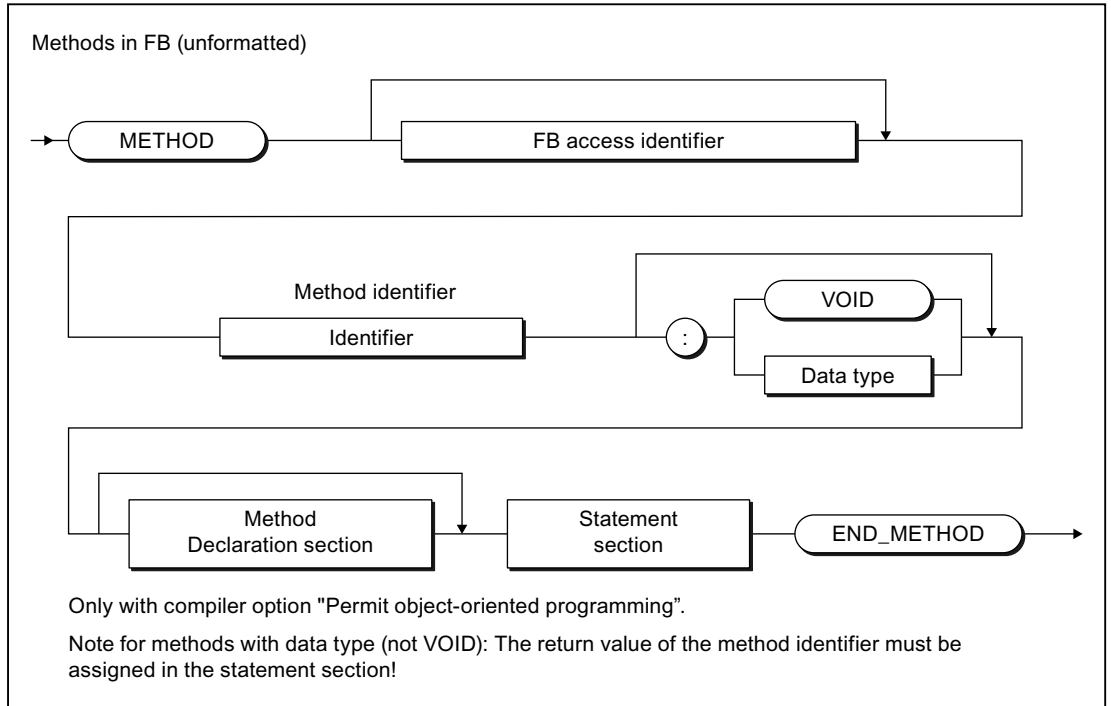 Methods in FB (unformatted)
METHOD
FB access identifier
Method identifier
Identifier
:
VOID
Data type
Method
Declaration section
Statement
section
END_METHOD
Only with compiler option "Permit object-oriented programming”.
Note for methods with data type (not VOID): The return value of the method identifier must be
assigned in the statement section!